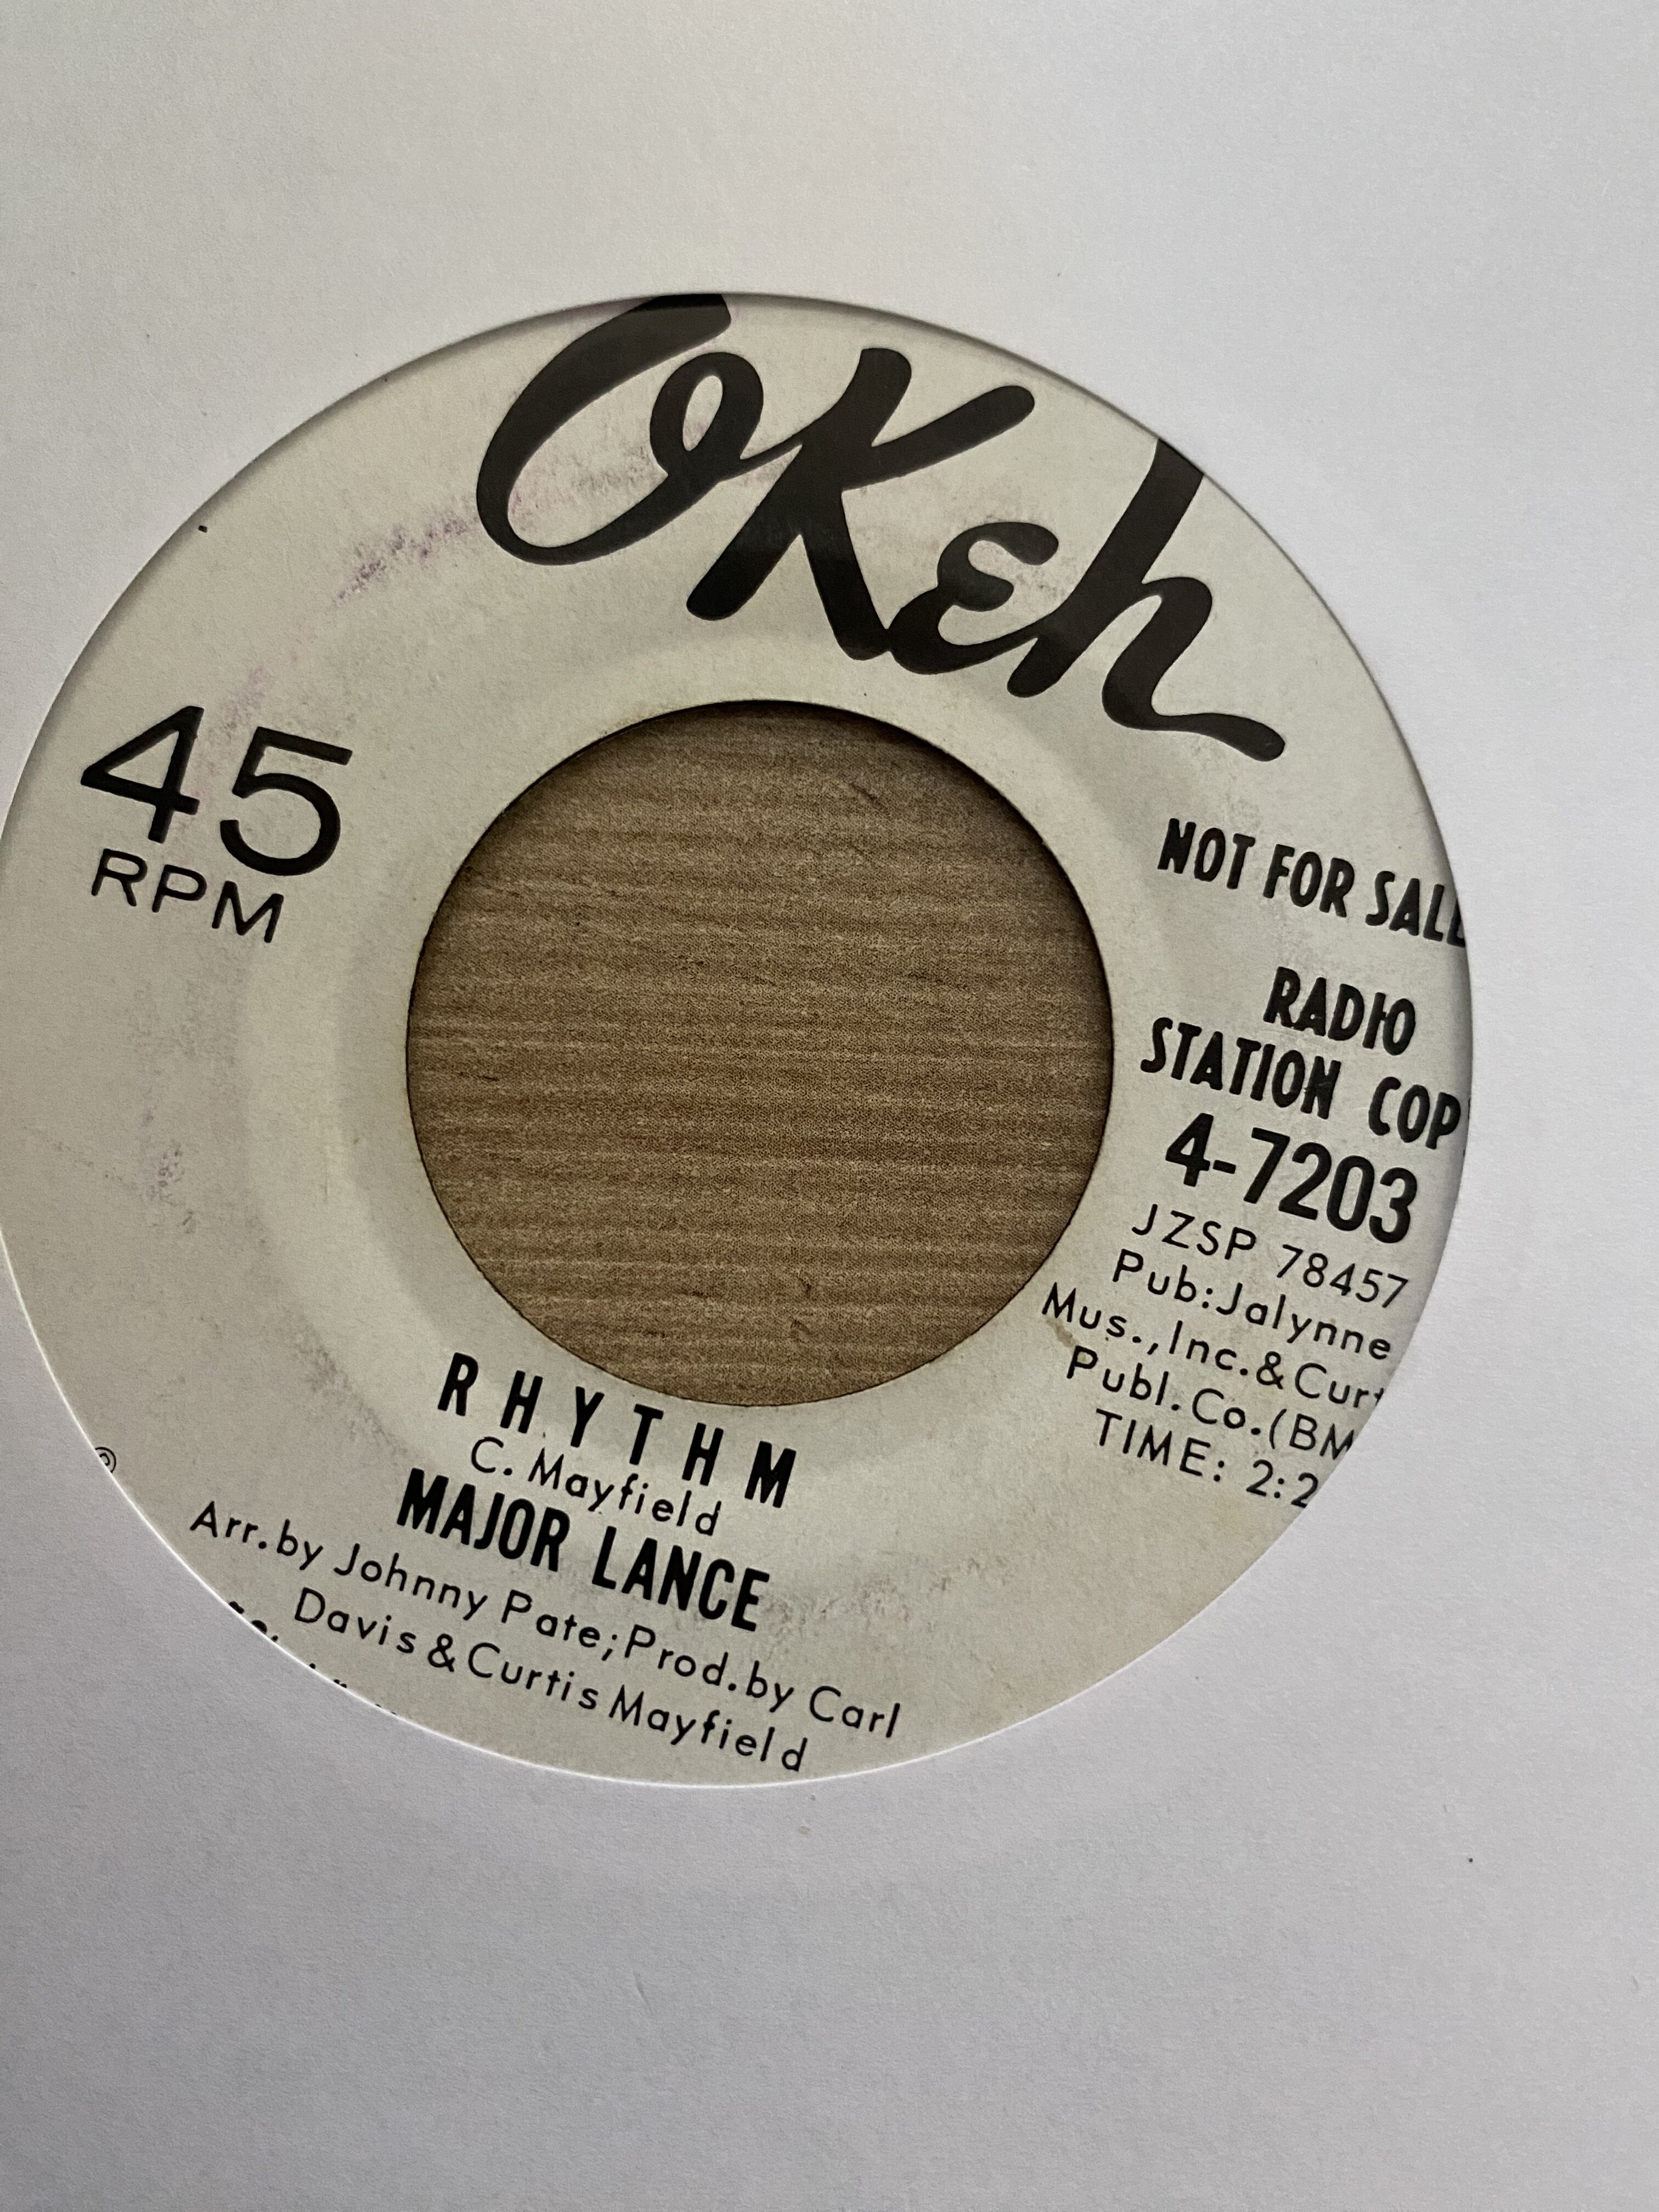 OKeh
45
RPM
NOT FOR SALE
RADIO
STATION COP
4-7203
JZSP 78457
Pub:Jalynne
Mus.,Inc.&Curt
Publ.Co.(BM
TIME: 2:2
RHYTHM
C. Mayfield
MAJOR LANCE
Arr.by Johnny Pate;Prod.by Carl
Davis&Curtis Mayfield
℗